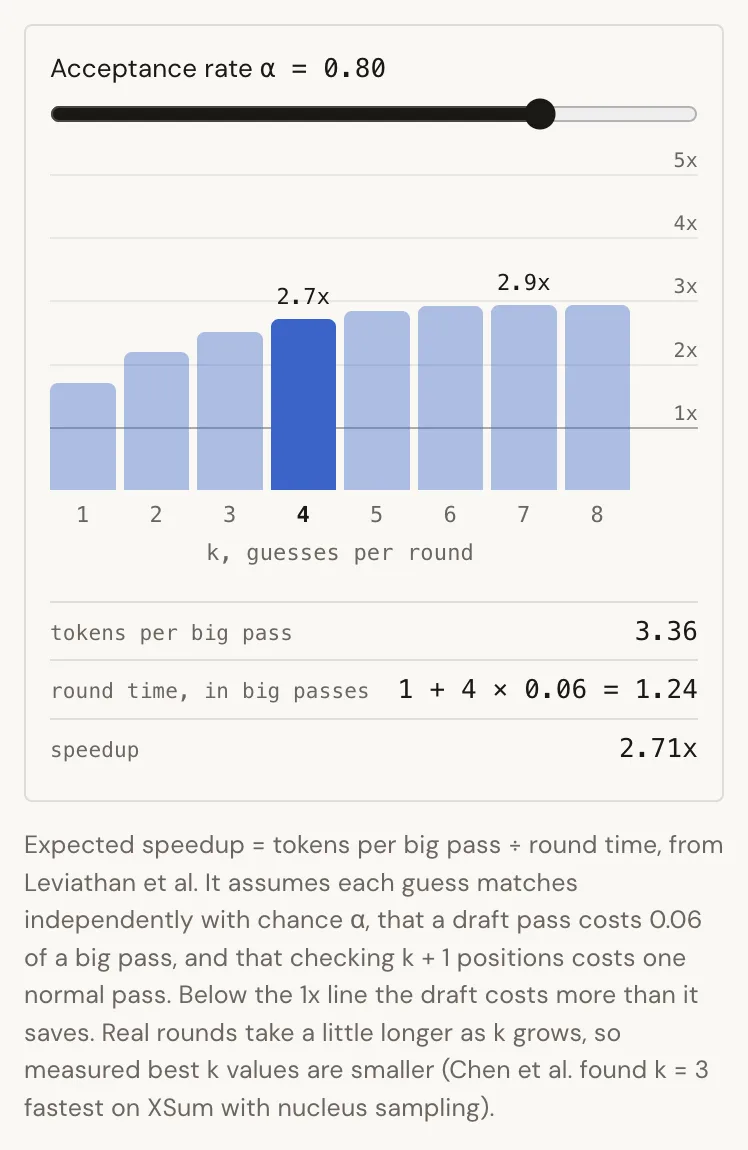 Acceptance rate α = 0.80
5x
4x
3x
2x
1x
2.7x
2.9x
1 2 3 4 5 6 7 8
k, guesses per round
tokens per big pass 3.36
round time, in big passes 1 + 4 × 0.06 = 1.24
speedup 2.71x
Expected speedup = tokens per big pass ÷ round time, from
Leviathan et al. It assumes each guess matches
independently with chance α, that a draft pass costs 0.06
of a big pass, and that checking k + 1 positions costs one
normal pass. Below the 1x line the draft costs more than it
saves. Real rounds take a little longer as k grows, so
measured best k values are smaller (Chen et al. found k = 3
fastest on XSum with nucleus sampling).